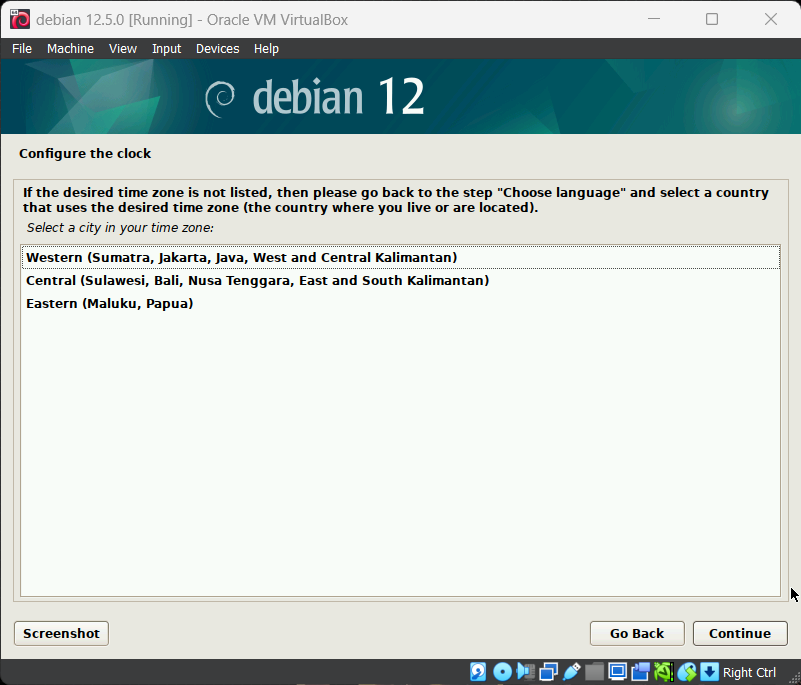 debian 12.5.0 [Running] - Oracle VM VirtualBox
File Machine View Input Devices Help
debian 12
Configure the clock
If the desired time zone is not listed, then please go back to the step "Choose language" and select a country
that uses the desired time zone (the country where you live or are located).
Select a city in your time zone:
Western (Sumatra, Jakarta, Java, West and Central Kalimantan)
Central (Sulawesi, Bali, Nusa Tenggara, East and South Kalimantan)
Eastern (Maluku, Papua)
Screenshot Go Back Continue
Right Ctrl